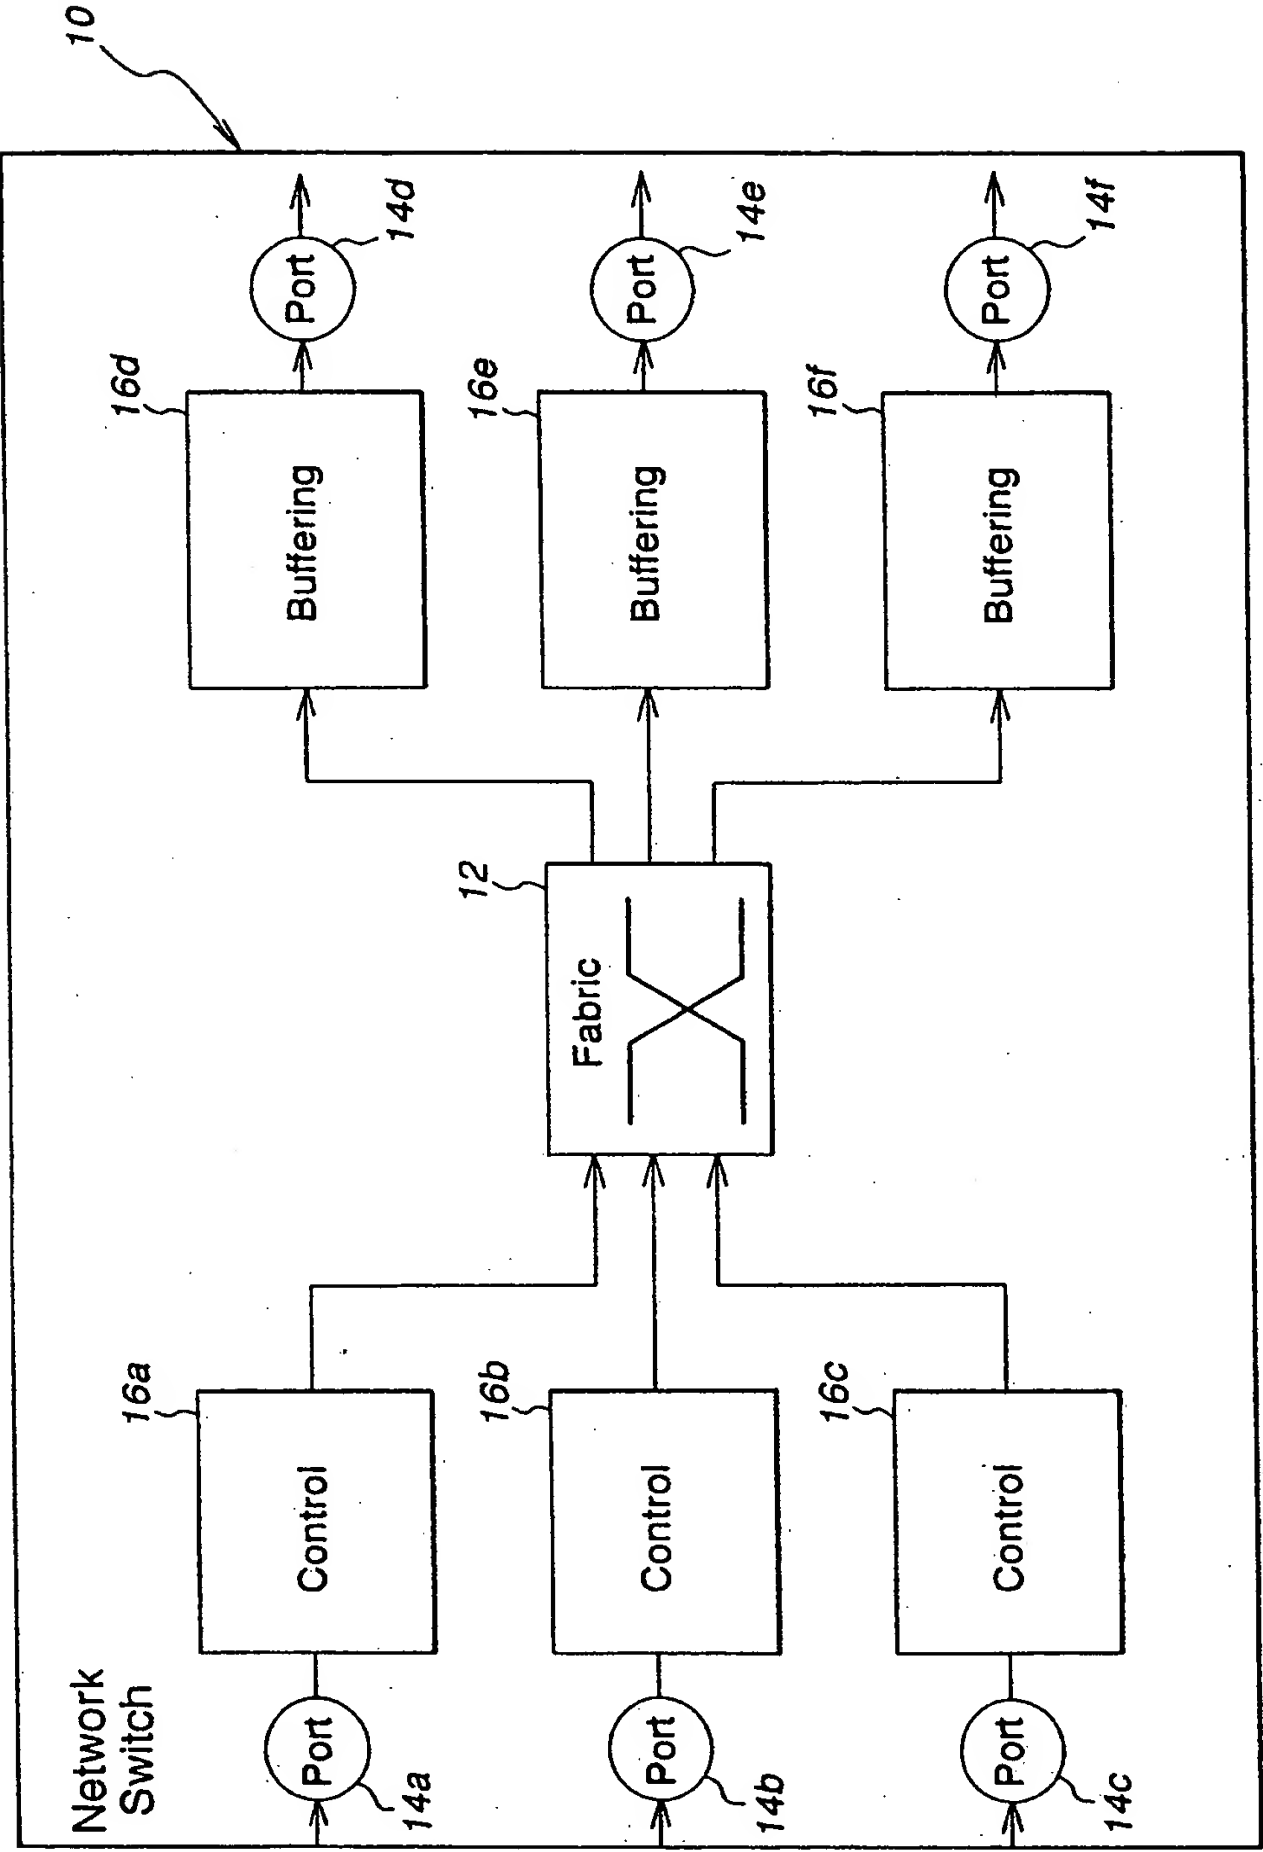 10
Network
Switch
Port
14a
Control
16a
Fabric
12
Buffering
16d
Port
14d
Port
14b
Control
16b
Buffering
16e
Port
14e
Port
14c
Control
16c
Buffering
16f
Port
14f